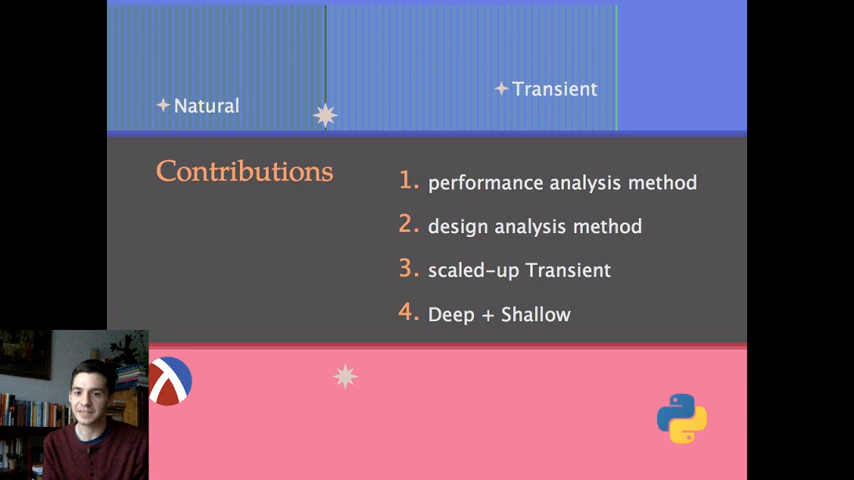 Transient
Natural
Contributions
1. performance analysis method
2. design analysis method
3. scaled-up Transient
4. Deep + Shallow